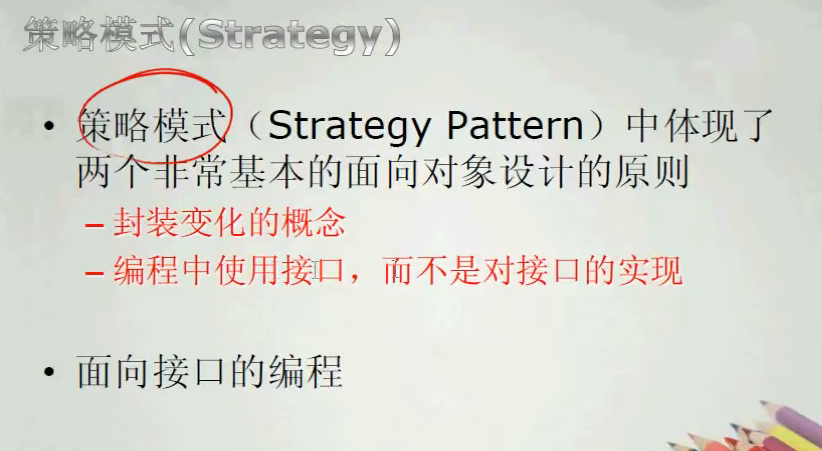 策略模式(Strategy)
• 策略模式（Strategy Pattern）中体现了
两个非常基本的面向对象设计的原则
– 封装变化的概念
– 编程中使用接口，而不是对接口的实现
• 面向接口的编程